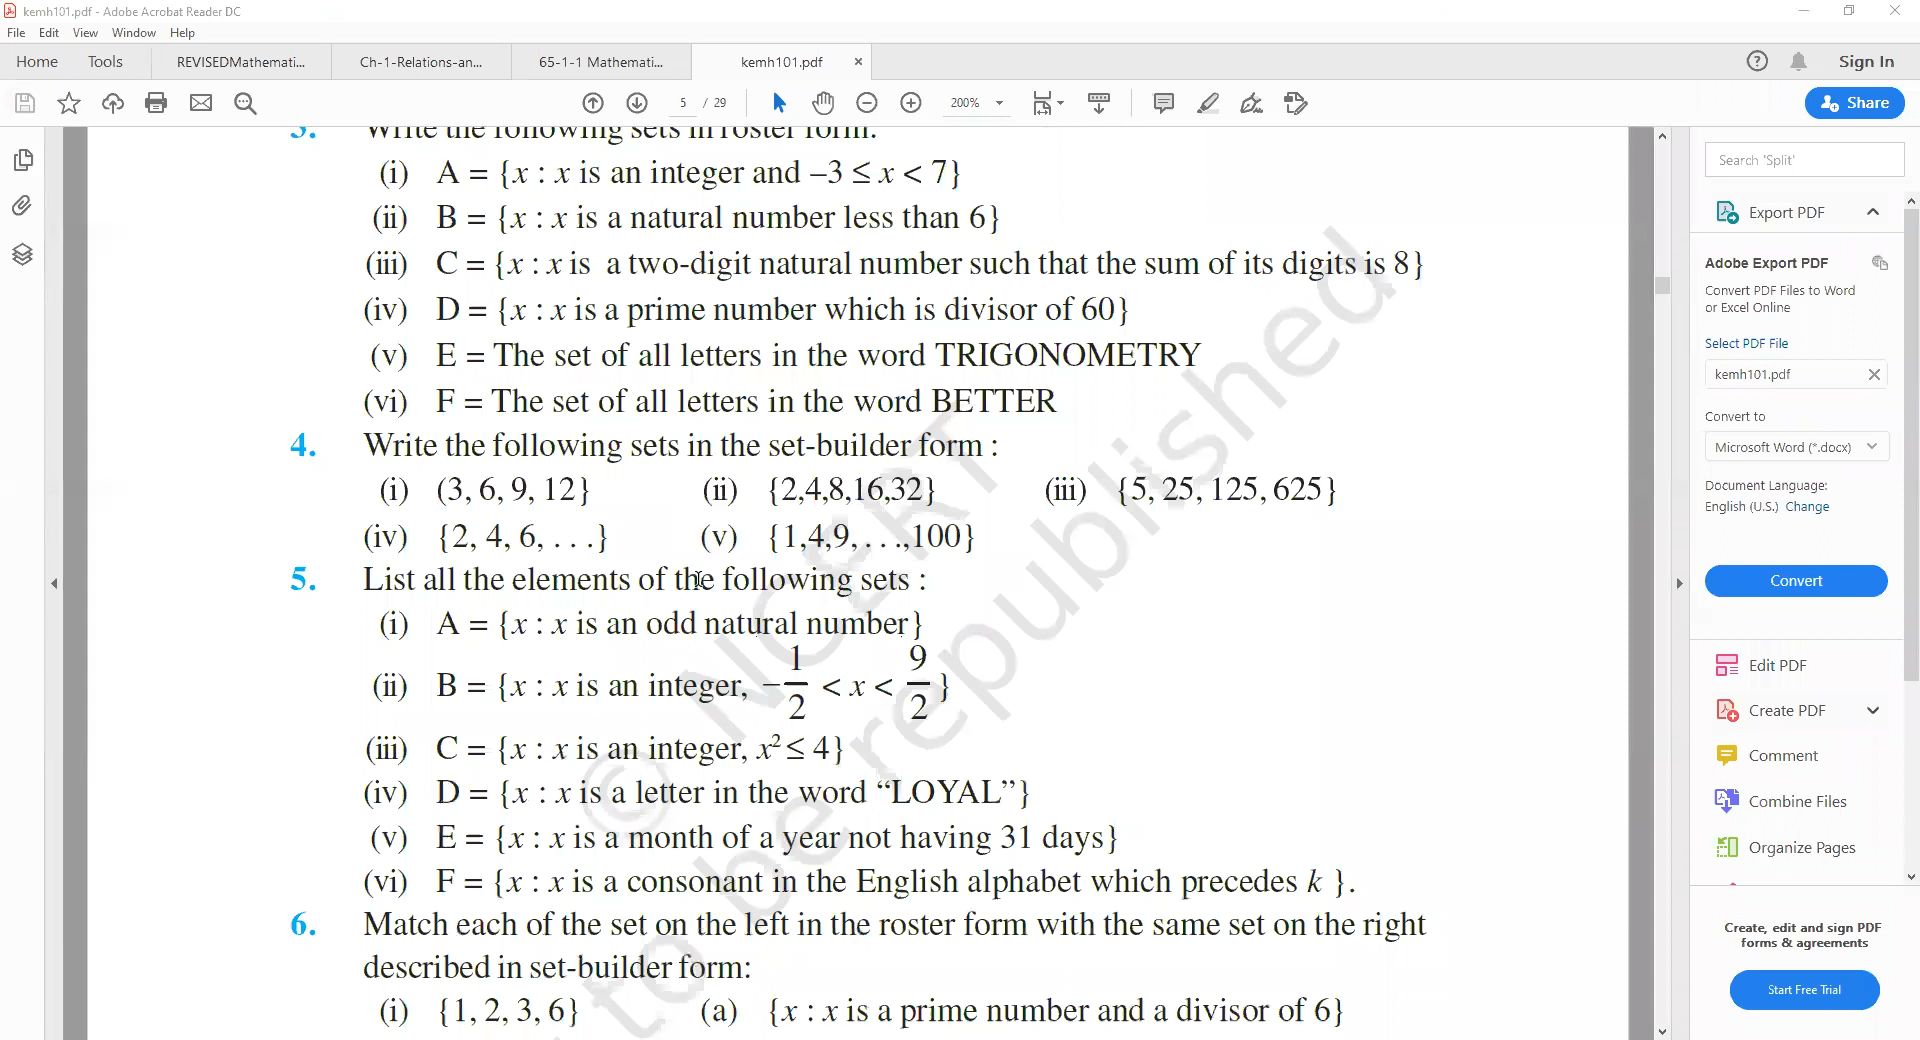 kemh101.pdf - Adobe Acrobat Reader DC
File Edit View Window Help
Home Tools REVISEDMathemati... Ch-1-Relations-an... 65-1-1 Mathemati... kemh101.pdf × Sign In
5 / 29 200% Share
3. Write the following sets in roster form:
(i) A = {x : x is an integer and –3 ≤ x < 7}
(ii) B = {x : x is a natural number less than 6}
(iii) C = {x : x is a two-digit natural number such that the sum of its digits is 8}
(iv) D = {x : x is a prime number which is divisor of 60}
(v) E = The set of all letters in the word TRIGONOMETRY
(vi) F = The set of all letters in the word BETTER
4. Write the following sets in the set-builder form :
(i) (3, 6, 9, 12} (ii) {2,4,8,16,32} (iii) {5, 25, 125, 625}
(iv) {2, 4, 6, . . .} (v) {1,4,9, . . .,100}
5. List all the elements of the following sets :
(i) A = {x : x is an odd natural number}
(ii) B = {x : x is an integer, –1/2 < x < 9/2}
(iii) C = {x : x is an integer, x² ≤ 4}
(iv) D = {x : x is a letter in the word “LOYAL”}
(v) E = {x : x is a month of a year not having 31 days}
(vi) F = {x : x is a consonant in the English alphabet which precedes k }.
6. Match each of the set on the left in the roster form with the same set on the right
described in set-builder form:
(i) {1, 2, 3, 6} (a) {x : x is a prime number and a divisor of 6}
© NCERT
to be republished
Search 'Split'
Export PDF
Adobe Export PDF
Convert PDF Files to Word
or Excel Online
Select PDF File
kemh101.pdf
Convert to
Microsoft Word (*.docx)
Document Language:
English (U.S.) Change
Convert
Edit PDF
Create PDF
Comment
Combine Files
Organize Pages
Create, edit and sign PDF
forms & agreements
Start Free Trial